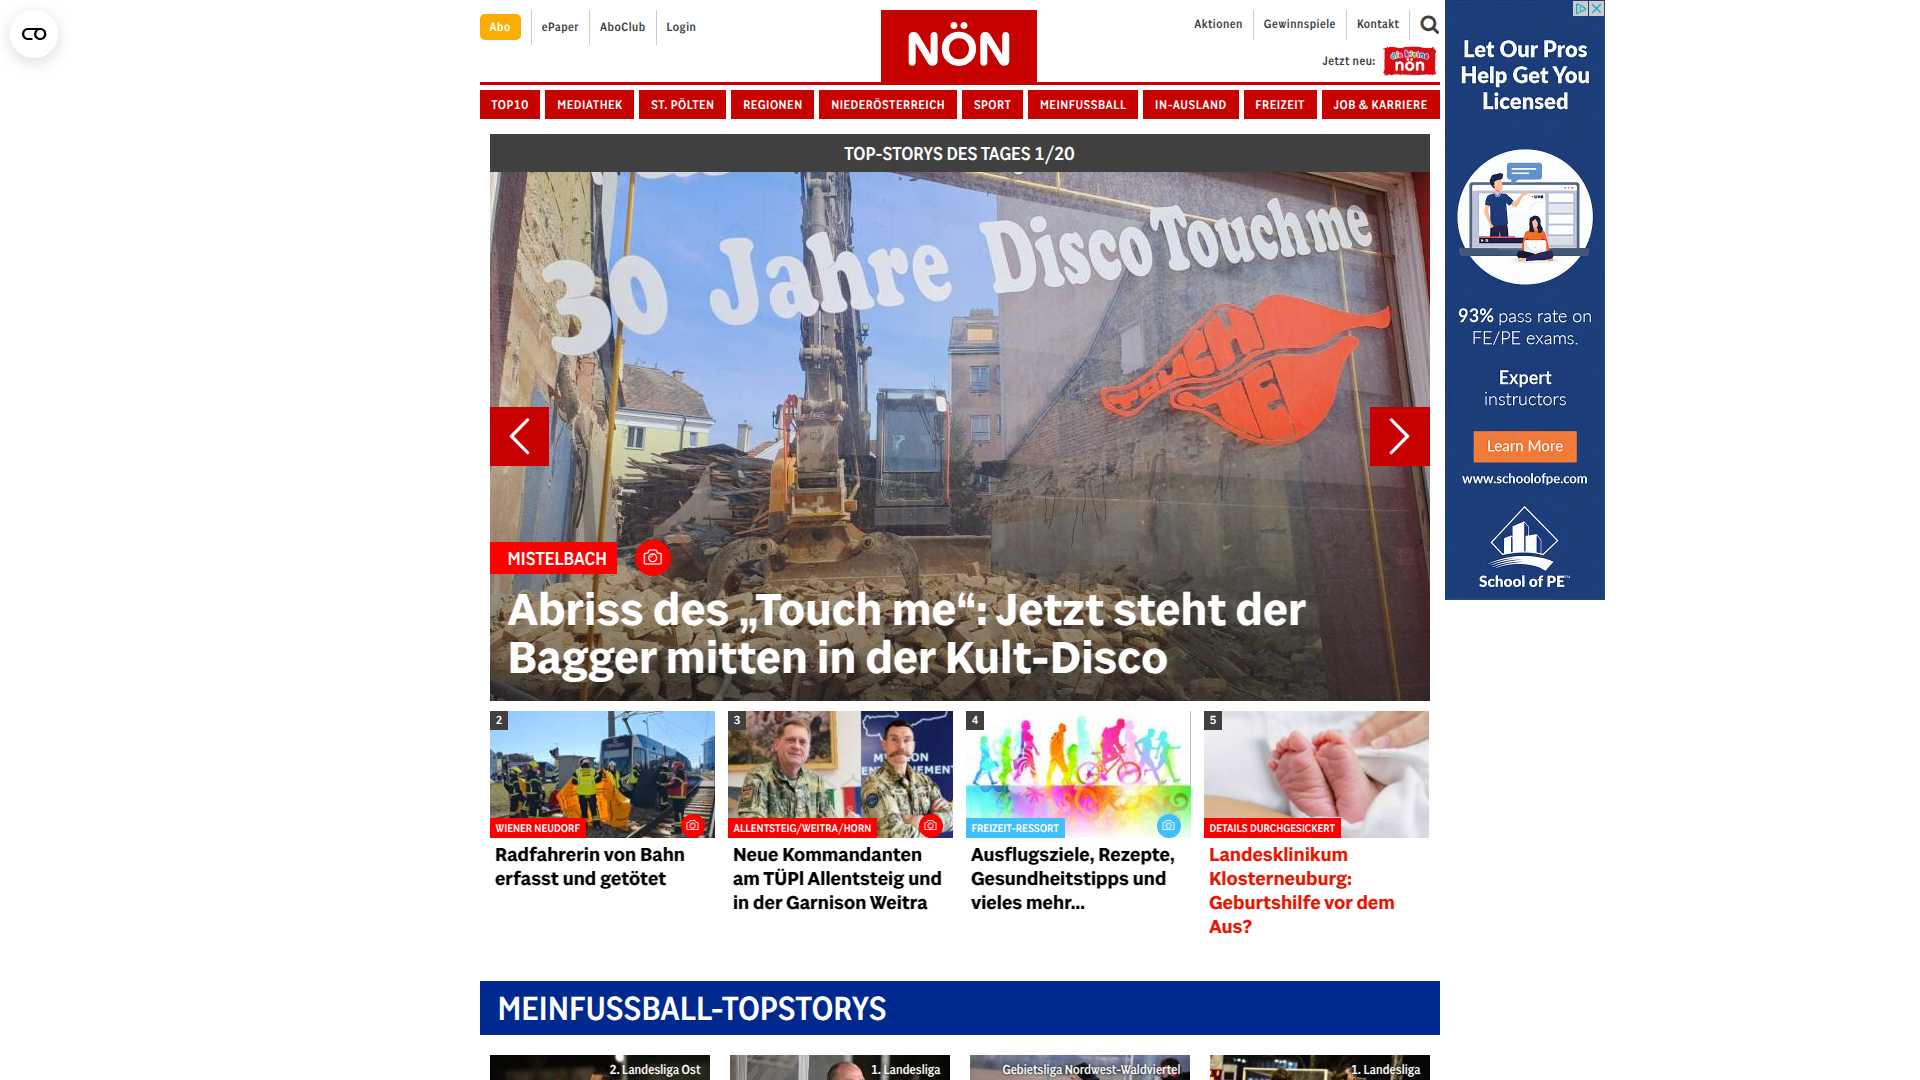 Abo
ePaper
AboClub
Login
NÖN
Aktionen
Gewinnspiele
Kontakt
Jetzt neu:
die kleine
nön
TOP10
MEDIATHEK
ST. PÖLTEN
REGIONEN
NIEDERÖSTERREICH
SPORT
MEINFUSSBALL
IN-AUSLAND
FREIZEIT
JOB & KARRIERE
TOP-STORYS DES TAGES 1/20
30 Jahre Disco Touchme
TOUCH
ME
MISTELBACH
Abriss des „Touch me“: Jetzt steht der
Bagger mitten in der Kult-Disco
2
WIENER NEUDORF
Radfahrerin von Bahn
erfasst und getötet
3
ALLENTSTEIG/WEITRA/HORN
Neue Kommandanten
am TÜPl Allentsteig und
in der Garnison Weitra
4
FREIZEIT-RESSORT
Ausflugsziele, Rezepte,
Gesundheitstipps und
vieles mehr...
5
DETAILS DURCHGESICKERT
Landesklinikum
Klosterneuburg:
Geburtshilfe vor dem
Aus?
MEINFUSSBALL-TOPSTORYS
2. Landesliga Ost
1. Landesliga
Gebietsliga Nordwest-Waldviertel
1. Landesliga
Let Our Pros
Help Get You
Licensed
93% pass rate on
FE/PE exams.
Expert
instructors
Learn More
www.schoolofpe.com
School of PE™